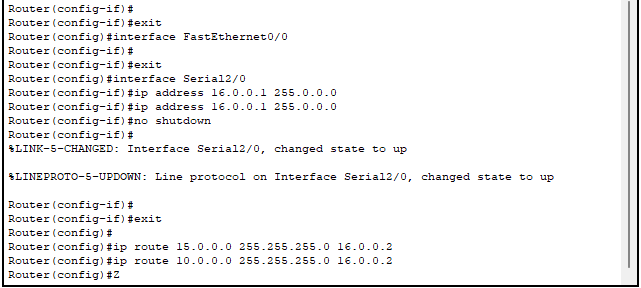 Router(config-if)#
Router(config-if)#exit
Router(config)#interface FastEthernet0/0
Router(config-if)#
Router(config-if)#exit
Router(config)#interface Serial2/0
Router(config-if)#ip address 16.0.0.1 255.0.0.0
Router(config-if)#ip address 16.0.0.1 255.0.0.0
Router(config-if)#no shutdown
Router(config-if)#
%LINK-5-CHANGED: Interface Serial2/0, changed state to up
%LINEPROTO-5-UPDOWN: Line protocol on Interface Serial2/0, changed state to up
Router(config-if)#
Router(config-if)#exit
Router(config)#
Router(config)#ip route 15.0.0.0 255.255.255.0 16.0.0.2
Router(config)#ip route 10.0.0.0 255.255.255.0 16.0.0.2
Router(config)#Z